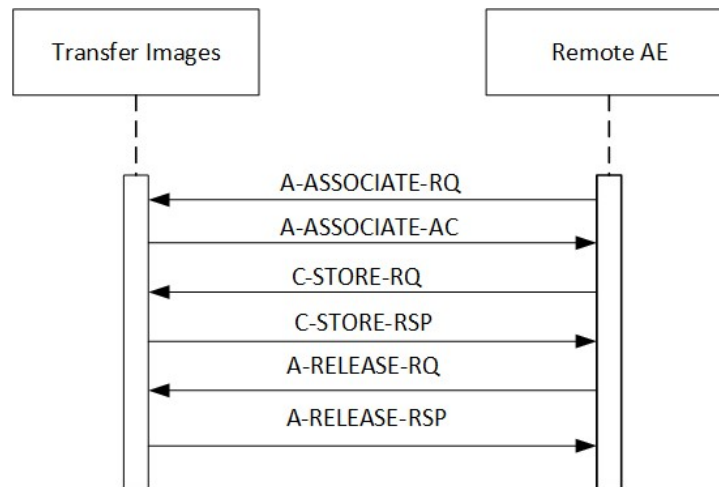 Transfer Images
Remote AE
A-ASSOCIATE-RQ
A-ASSOCIATE-AC
C-STORE-RQ
C-STORE-RSP
A-RELEASE-RQ
A-RELEASE-RSP